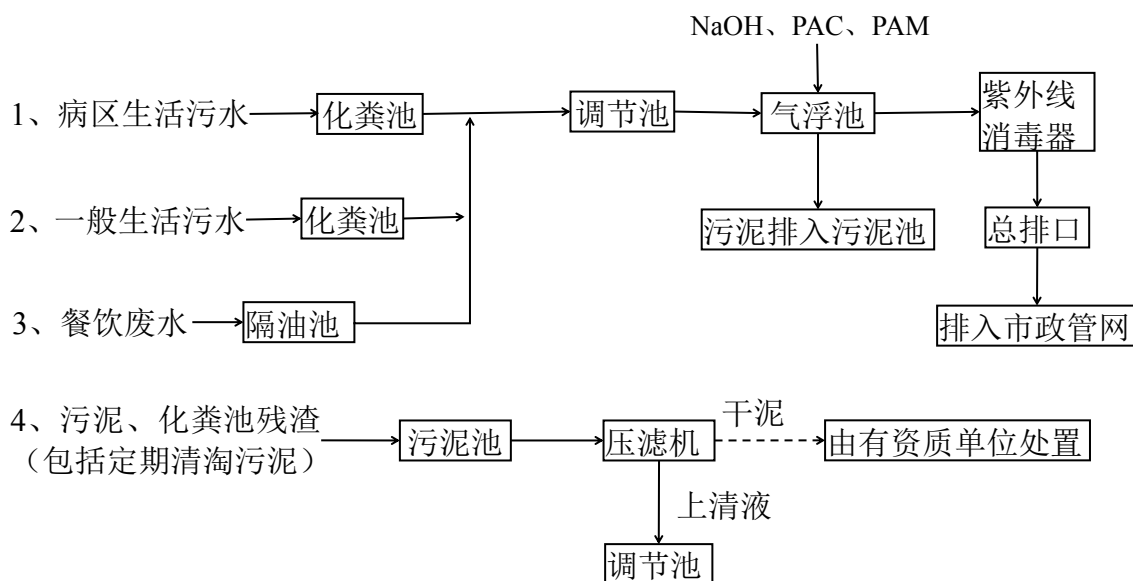 NaOH、PAC、PAM
1、病区生活污水
化粪池
调节池
气浮池
紫外线
消毒器
2、一般生活污水
化粪池
污泥排入污泥池
总排口
3、餐饮废水
隔油池
排入市政管网
4、污泥、化粪池残渣
（包括定期清淘污泥）
污泥池
压滤机
干泥
由有资质单位处置
上清液
调节池